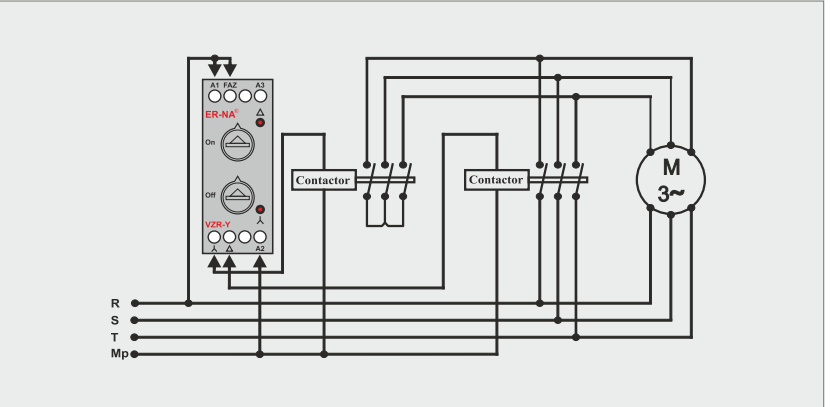 A1 FAZ A3
ER-NA®
Δ
On
Off
VZR-Y
⅄
⅄ Δ A2
Contactor
Contactor
M
3~
R
S
T
Mp